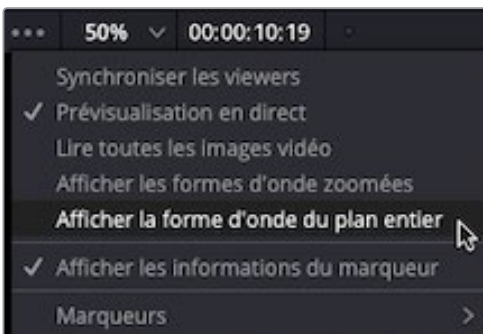 ••• 50% 00:00:10:19
Synchroniser les viewers
✓ Prévisualisation en direct
Lire toutes les images vidéo
Afficher les formes d'onde zoomées
Afficher la forme d'onde du plan entier
✓ Afficher les informations du marqueur
Marqueurs >